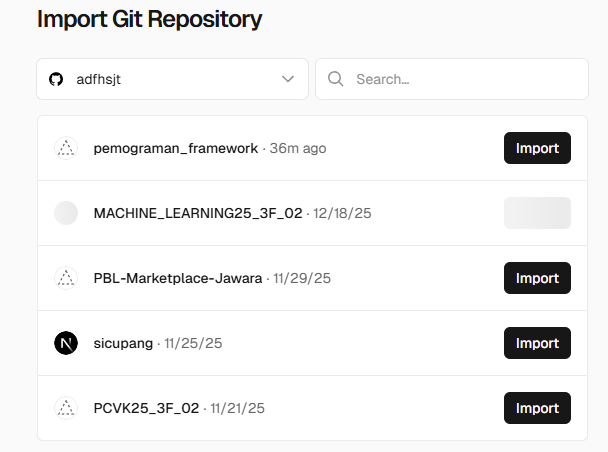 Import Git Repository
adfhsjt
Search...
pemograman_framework · 36m ago
Import
MACHINE_LEARNING25_3F_02 · 12/18/25
PBL-Marketplace-Jawara · 11/29/25
Import
sicupang · 11/25/25
Import
PCVK25_3F_02 · 11/21/25
Import